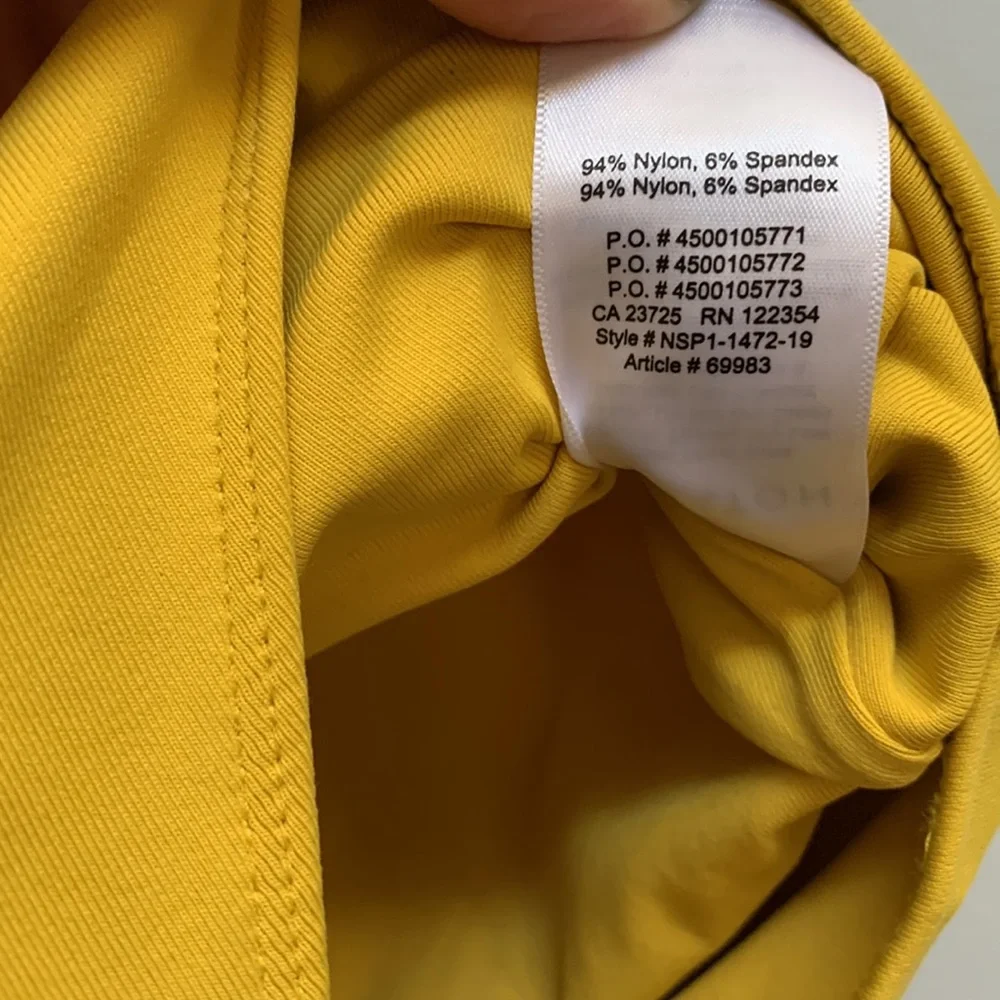 94% Nylon, 6% Spandex
94% Nylon, 6% Spandex
P.O. # 4500105771
P.O. # 4500105772
P.O. # 4500105773
CA 23725 RN 122354
Style # NSP1-1472-19
Article # 69983